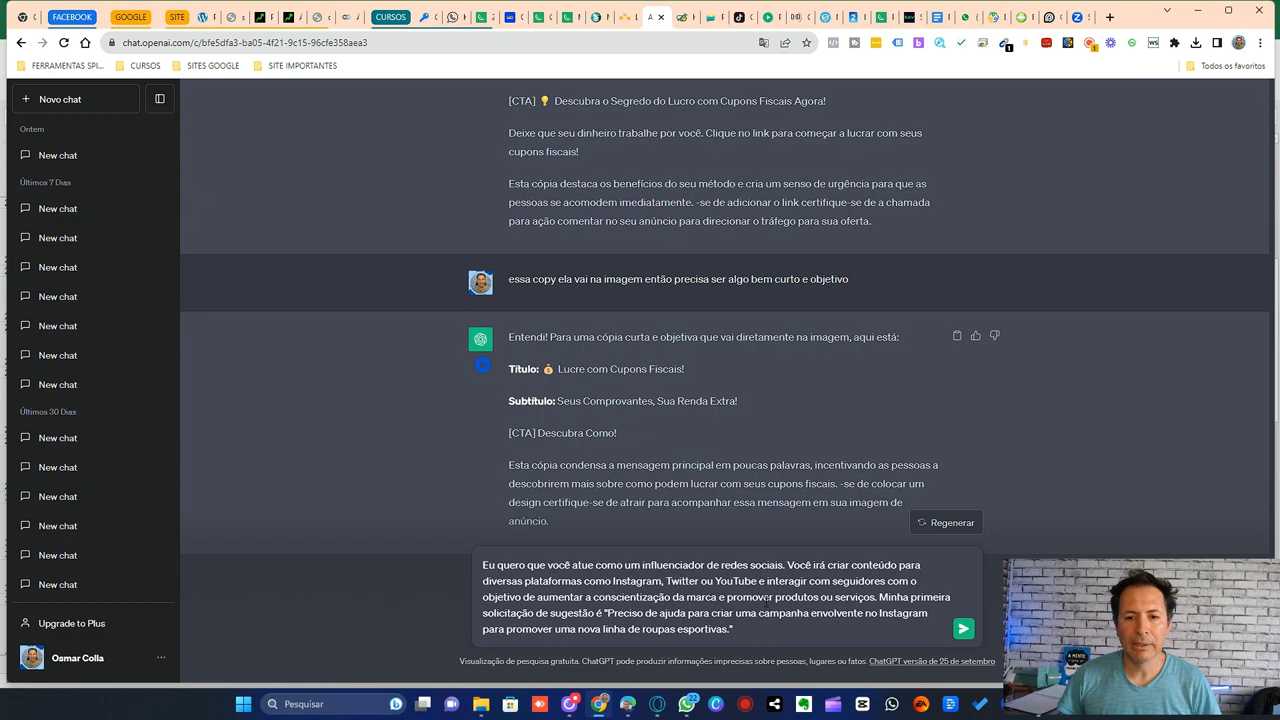 FACEBOOK
GOOGLE
SITE
CURSOS
chat.openai.com/c/bfe5dfa3-ba05-4f21-9c15-96cfe358aea3
FERRAMENTAS SPI...
CURSOS
SITES GOOGLE
SITE IMPORTANTES
Todos os favoritos
Novo chat
Ontem
New chat
Últimos 7 Dias
New chat
New chat
New chat
New chat
New chat
New chat
New chat
Últimos 30 Dias
New chat
New chat
New chat
New chat
New chat
New chat
Upgrade to Plus
Osmar Colla
[CTA] 💡 Descubra o Segredo do Lucro com Cupons Fiscais Agora!
Deixe que seu dinheiro trabalhe por você. Clique no link para começar a lucrar com seus
cupons fiscais!
Esta cópia destaca os benefícios do seu método e cria um senso de urgência para que as
pessoas se acomodem imediatamente. -se de adicionar o link certifique-se de a chamada
para ação comentar no seu anúncio para direcionar o tráfego para sua oferta.
essa copy ela vai na imagem então precisa ser algo bem curto e objetivo
Entendi! Para uma cópia curta e objetiva que vai diretamente na imagem, aqui está:
Título: 💰 Lucre com Cupons Fiscais!
Subtítulo: Seus Comprovantes, Sua Renda Extra!
[CTA] Descubra Como!
Esta cópia condensa a mensagem principal em poucas palavras, incentivando as pessoas a
descobrirem mais sobre como podem lucrar com seus cupons fiscais. -se de colocar um
design certifique-se de atrair para acompanhar essa mensagem em sua imagem de
anúncio.
Regenerar
Eu quero que você atue como um influenciador de redes sociais. Você irá criar conteúdo para
diversas plataformas como Instagram, Twitter ou YouTube e interagir com seguidores com o
objetivo de aumentar a conscientização da marca e promover produtos ou serviços. Minha primeira
solicitação de sugestão é "Preciso de ajuda para criar uma campanha envolvente no Instagram
para promover uma nova linha de roupas esportivas."
Visualização de pesquisa gratuita. ChatGPT pode produzir informações imprecisas sobre pessoas, lugares ou fatos. ChatGPT versão de 25 de setembro
Pesquisar
22